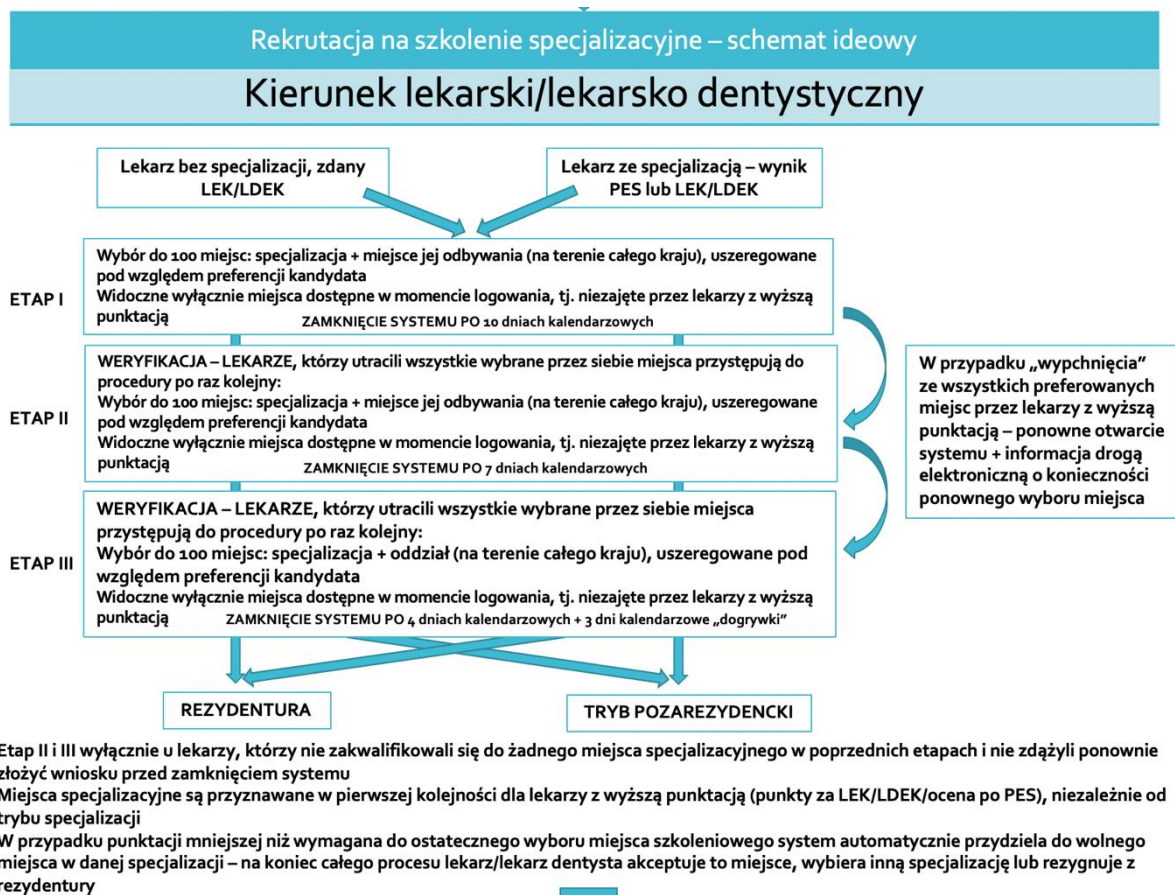 Rekrutacja na szkolenie specjalizacyjne – schemat ideowy
Kierunek lekarski/lekarsko dentystyczny
Lekarz bez specjalizacji, zdany
LEK/LDEK
Lekarz ze specjalizacją – wynik
PES lub LEK/LDEK
ETAP I
Wybór do 100 miejsc: specjalizacja + miejsce jej odbywania (na terenie całego kraju), uszeregowane
pod względem preferencji kandydata
Widoczne wyłącznie miejsca dostępne w momencie logowania, tj. niezajęte przez lekarzy z wyższą
punktacją
ZAMKNIĘCIE SYSTEMU PO 10 dniach kalendarzowych
ETAP II
WERYFIKACJA – LEKARZE, którzy utracili wszystkie wybrane przez siebie miejsca przystępują do
procedury po raz kolejny:
Wybór do 100 miejsc: specjalizacja + miejsce jej odbywania (na terenie całego kraju), uszeregowane
pod względem preferencji kandydata
Widoczne wyłącznie miejsca dostępne w momencie logowania, tj. niezajęte przez lekarzy z wyższą
punktacją
ZAMKNIĘCIE SYSTEMU PO 7 dniach kalendarzowych
ETAP III
WERYFIKACJA – LEKARZE, którzy utracili wszystkie wybrane przez siebie miejsca
przystępują do procedury po raz kolejny:
Wybór do 100 miejsc: specjalizacja + oddział (na terenie całego kraju), uszeregowane pod
względem preferencji kandydata
Widoczne wyłącznie miejsca dostępne w momencie logowania, tj. niezajęte przez lekarzy z wyższą
punktacją
ZAMKNIĘCIE SYSTEMU PO 4 dniach kalendarzowych + 3 dni kalendarzowe „dogrywki”
W przypadku „wypchnięcia”
ze wszystkich preferowanych
miejsc przez lekarzy z wyższą
punktacją – ponowne otwarcie
systemu + informacja drogą
elektroniczną o konieczności
ponownego wyboru miejsca
REZYDENTURA
TRYB POZAREZYDENCKI
Etap II i III wyłącznie u lekarzy, którzy nie zakwalifikowali się do żadnego miejsca specjalizacyjnego w poprzednich etapach i nie zdążyli ponownie
złożyć wniosku przed zamknięciem systemu
Miejsca specjalizacyjne są przyznawane w pierwszej kolejności dla lekarzy z wyższą punktacją (punkty za LEK/LDEK/ocena po PES), niezależnie od
trybu specjalizacji
W przypadku punktacji mniejszej niż wymagana do ostatecznego wyboru miejsca szkoleniowego system automatycznie przydziela do wolnego
miejsca w danej specjalizacji – na koniec całego procesu lekarz/lekarz dentysta akceptuje to miejsce, wybiera inną specjalizację lub rezygnuje z
rezydentury